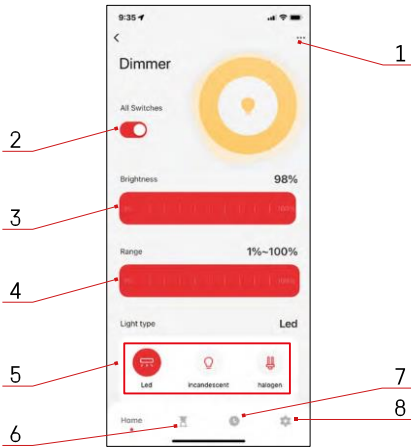 9:35
1
Dimmer
All Switches
2
Brightness 98%
3
Range 1%~100%
4
Light type Led
5
Led incandescent halogen
7
Home
6
8